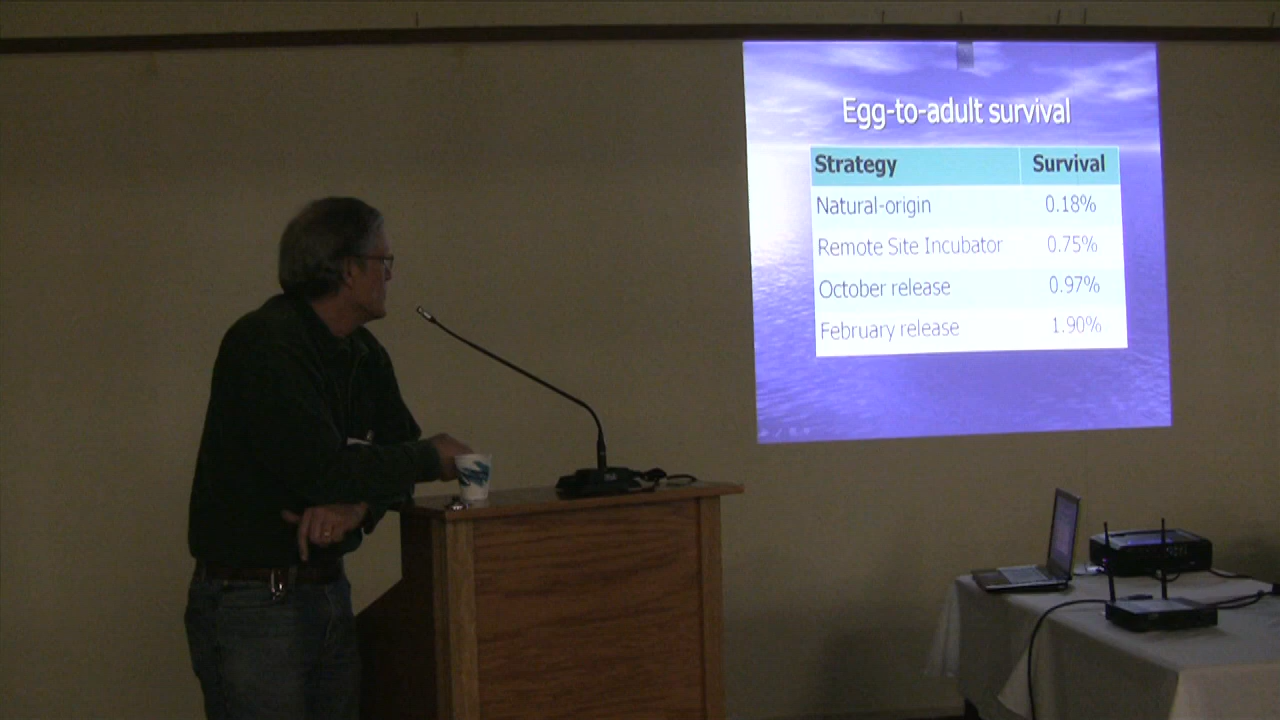 Egg-to-adult survival
Strategy Survival
Natural-origin 0.18%
Remote Site Incubator 0.75%
October release 0.97%
February release 1.90%